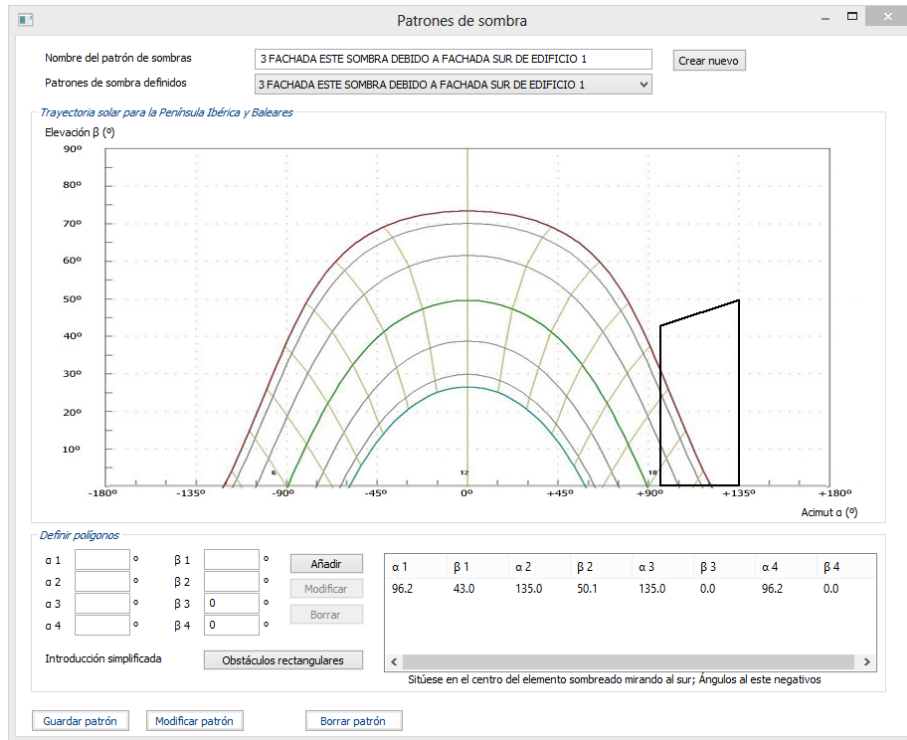 Patrones de sombra
Nombre del patrón de sombras 3 FACHADA ESTE SOMBRA DEBIDO A FACHADA SUR DE EDIFICIO 1 Crear nuevo
Patrones de sombra definidos 3 FACHADA ESTE SOMBRA DEBIDO A FACHADA SUR DE EDIFICIO 1
Trayectoria solar para la Península Ibérica y Baleares
Elevación β (º)
90º
80º
70º
60º
50º
40º
30º
20º
10º
6 12 18
-180º -135º -90º -45º 0º +45º +90º +135º +180º
Acimut α (º)
Definir polígonos
α 1 º β 1 º Añadir
α 2 º β 2 º Modificar
α 3 º β 3 0 º Borrar
α 4 º β 4 0 º
α 1 β 1 α 2 β 2 α 3 β 3 α 4 β 4
96.2 43.0 135.0 50.1 135.0 0.0 96.2 0.0
Introducción simplificada Obstáculos rectangulares
Sitúese en el centro del elemento sombreado mirando al sur; Ángulos al este negativos
Guardar patrón Modificar patrón Borrar patrón